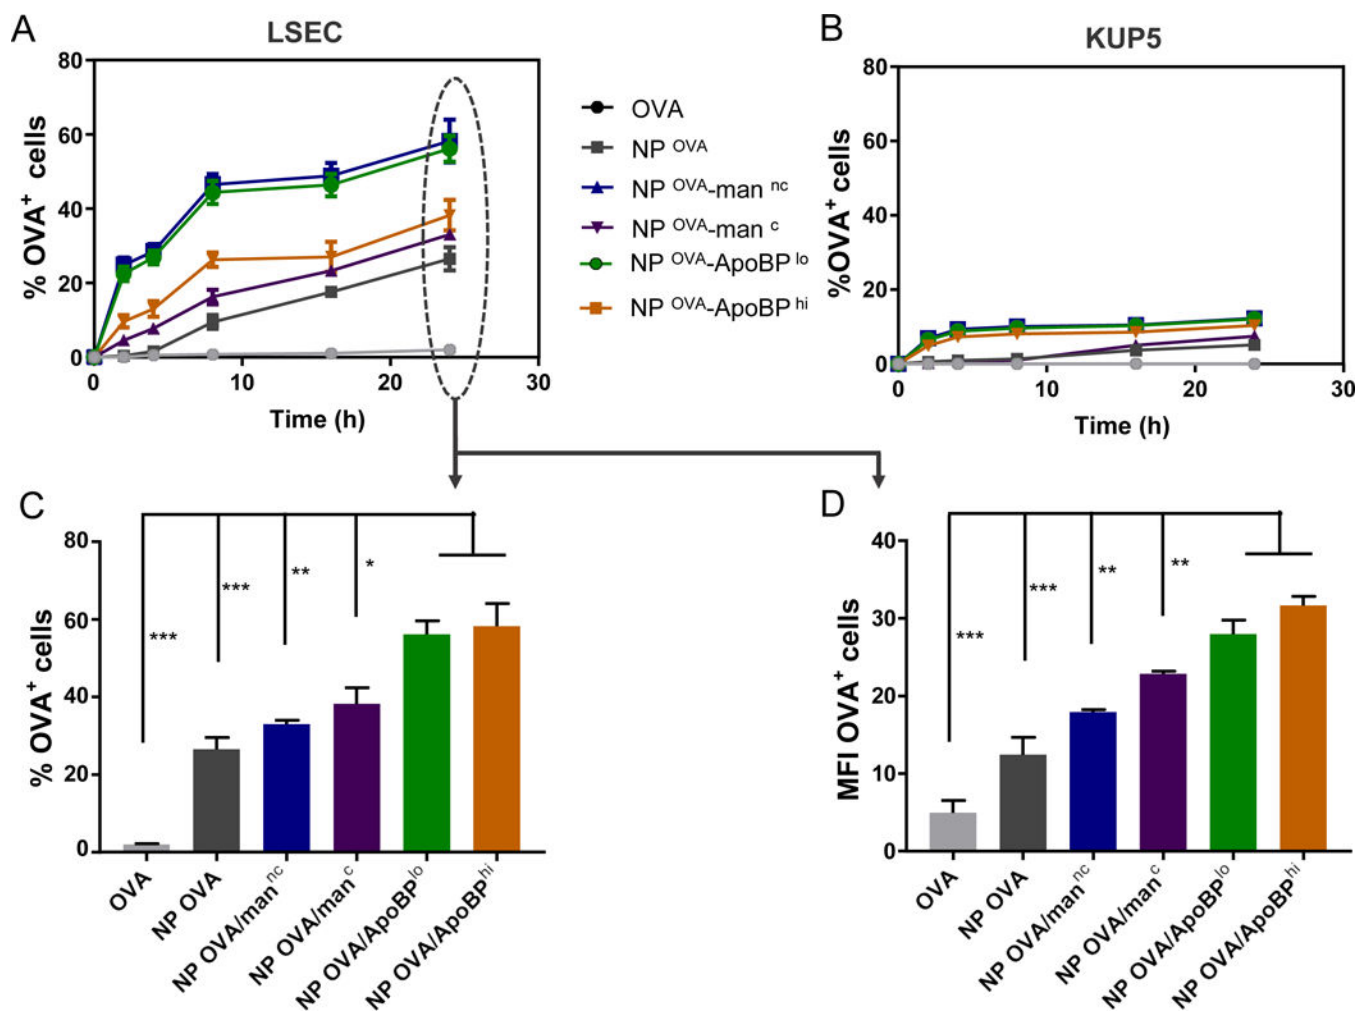 A
LSEC
% OVA+ cells
80
60
40
20
0
0
10
20
30
Time (h)
OVA
NP OVA
NP OVA-man nc
NP OVA-man c
NP OVA-ApoBP lo
NP OVA-ApoBP hi
B
KUP5
%OVA+ cells
80
60
40
20
0
0
10
20
30
Time (h)
C
% OVA+ cells
80
60
40
20
0
***
***
**
*
OVA
NP OVA
NP OVA/man nc
NP OVA/man c
NP OVA/ApoBP lo
NP OVA/ApoBP hi
D
MFI OVA+ cells
40
30
20
10
0
***
***
**
**
OVA
NP OVA
NP OVA/man nc
NP OVA/man c
NP OVA/ApoBP lo
NP OVA/ApoBP hi